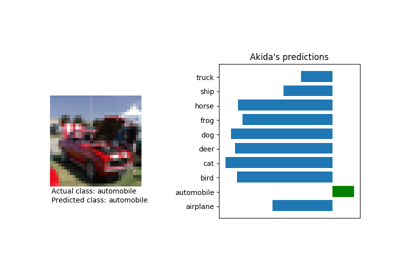 Akida's predictions
truck
ship
horse
frog
dog
deer
cat
bird
automobile
airplane
Actual class: automobile
Predicted class: automobile